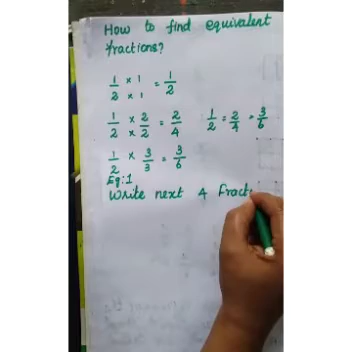 How to find equivalent
fractions?
1/2 × 1/× 1 = 1/2
1/2 × 2/× 2 = 2/4 1/2 = 2/4 = 3/6
1/2 × 3/3 = 3/6
Eg:1
Write next 4 fract